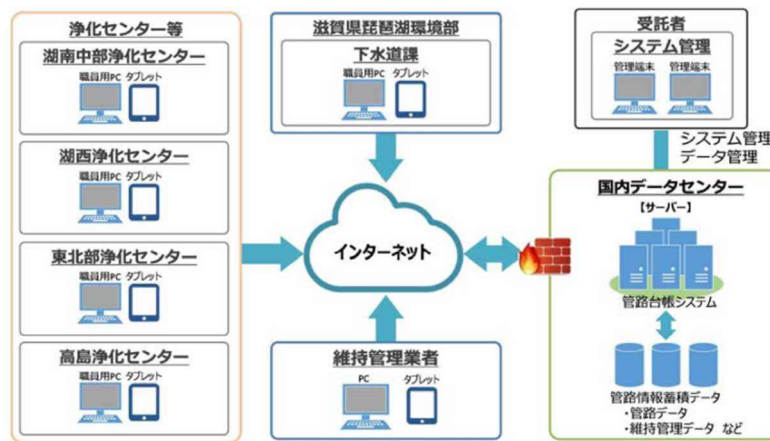 浄化センター等
湖南中部浄化センター
職員用PC タブレット
湖西浄化センター
職員用PC タブレット
東北部浄化センター
職員用PC タブレット
高島浄化センター
職員用PC タブレット
滋賀県琵琶湖環境部
下水道課
職員用PC タブレット
インターネット
維持管理業者
PC タブレット
受託者
システム管理
管理端末 管理端末
システム管理
データ管理
国内データセンター
【サーバー】
管路台帳システム
管路情報蓄積データ
・管路データ
・維持管理データ など